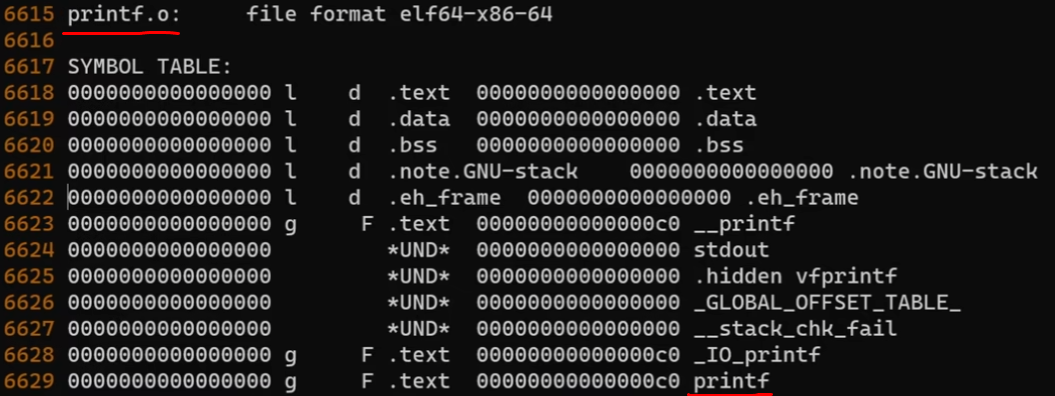 6615 printf.o:     file format elf64-x86-64
6616
6617 SYMBOL TABLE:
6618 0000000000000000 l    d  .text  0000000000000000 .text
6619 0000000000000000 l    d  .data  0000000000000000 .data
6620 0000000000000000 l    d  .bss   0000000000000000 .bss
6621 0000000000000000 l    d  .note.GNU-stack    0000000000000000 .note.GNU-stack
6622 0000000000000000 l    d  .eh_frame  0000000000000000 .eh_frame
6623 0000000000000000 g     F .text  00000000000000c0 __printf
6624 0000000000000000         *UND*  0000000000000000 stdout
6625 0000000000000000         *UND*  0000000000000000 .hidden vfprintf
6626 0000000000000000         *UND*  0000000000000000 _GLOBAL_OFFSET_TABLE_
6627 0000000000000000         *UND*  0000000000000000 __stack_chk_fail
6628 0000000000000000 g     F .text  00000000000000c0 _IO_printf
6629 0000000000000000 g     F .text  00000000000000c0 printf